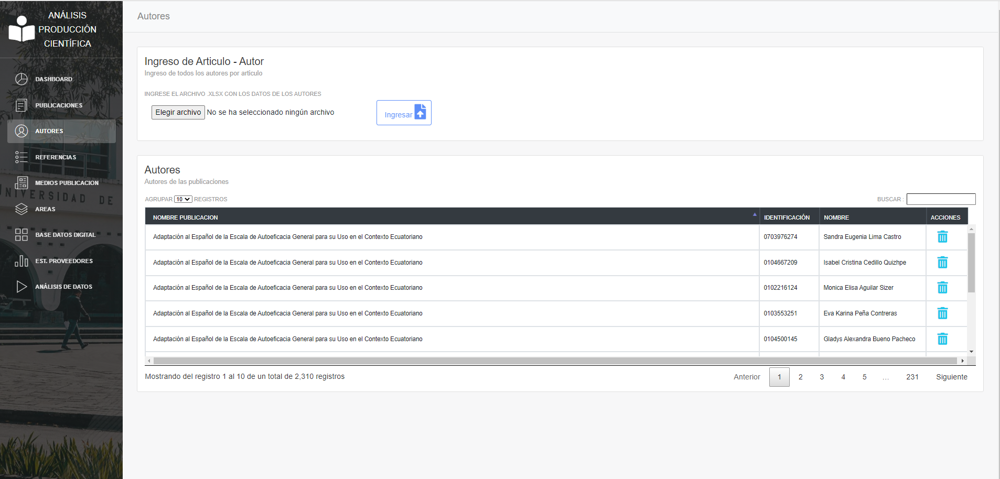 ANÁLISIS
PRODUCCIÓN
CIENTÍFICA
DASHBOARD
PUBLICACIONES
AUTORES
REFERENCIAS
MEDIOS PUBLICACION
UNIVERSIDAD DE
AREAS
BASE DATOS DIGITAL
EST. PROVEEDORES
ANÁLISIS DE DATOS
Autores
Ingreso de Articulo - Autor
Ingreso de todos los autores por articulo
INGRESE EL ARCHIVO .XLSX CON LOS DATOS DE LOS AUTORES
Elegir archivo No se ha seleccionado ningún archivo
Ingresar
Autores
Autores de las publicaciones
AGRUPAR 10 REGISTROS BUSCAR :
NOMBRE PUBLICACION IDENTIFICACIÓN NOMBRE ACCIONES
Adaptación al Español de la Escala de Autoeficacia General para su Uso en el Contexto Ecuatoriano 0703976274 Sandra Eugenia Lima Castro
Adaptación al Español de la Escala de Autoeficacia General para su Uso en el Contexto Ecuatoriano 0104667209 Isabel Cristina Cedillo Quizhpe
Adaptación al Español de la Escala de Autoeficacia General para su Uso en el Contexto Ecuatoriano 0102216124 Monica Elisa Aguilar Sizer
Adaptación al Español de la Escala de Autoeficacia General para su Uso en el Contexto Ecuatoriano 0103553251 Eva Karina Peña Contreras
Adaptación al Español de la Escala de Autoeficacia General para su Uso en el Contexto Ecuatoriano 0104500145 Gladys Alexandra Bueno Pacheco
Mostrando del registro 1 al 10 de un total de 2,310 registros Anterior 1 2 3 4 5 … 231 Siguiente